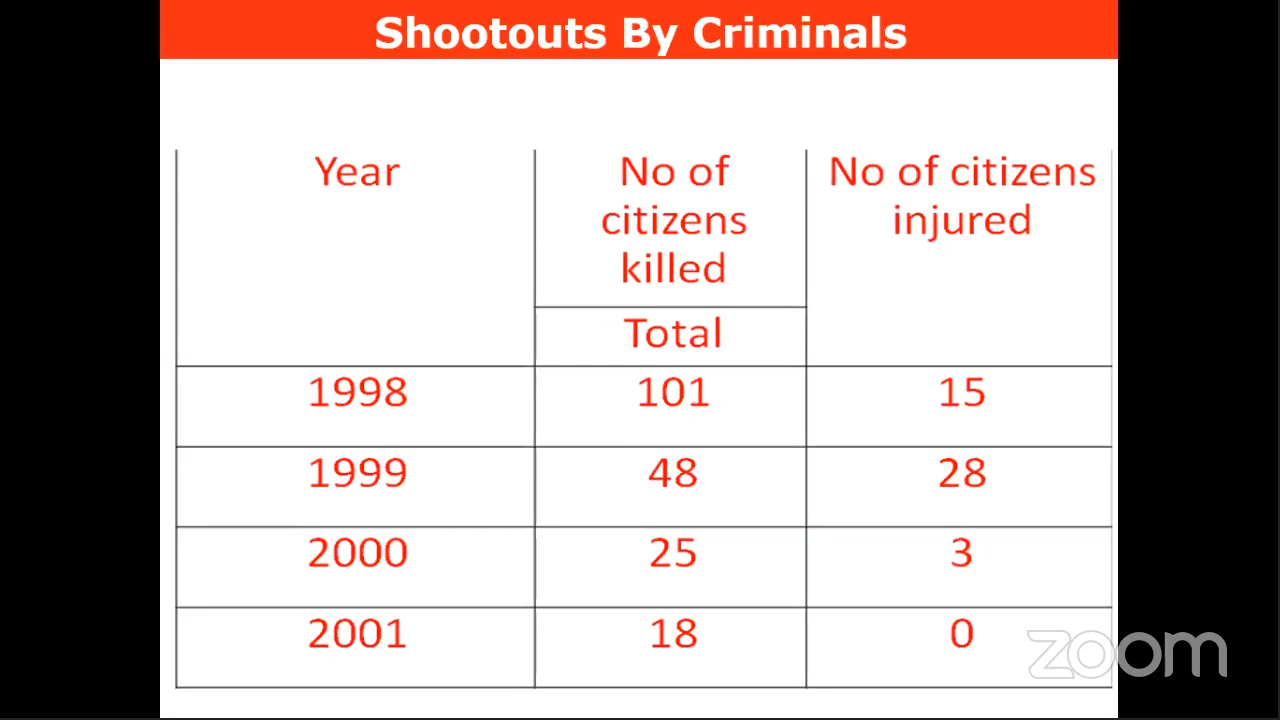 Shootouts By Criminals
Year
No of
citizens
killed
No of citizens
injured
Total
1998 101 15
1999 48 28
2000 25 3
2001 18 0
zoom